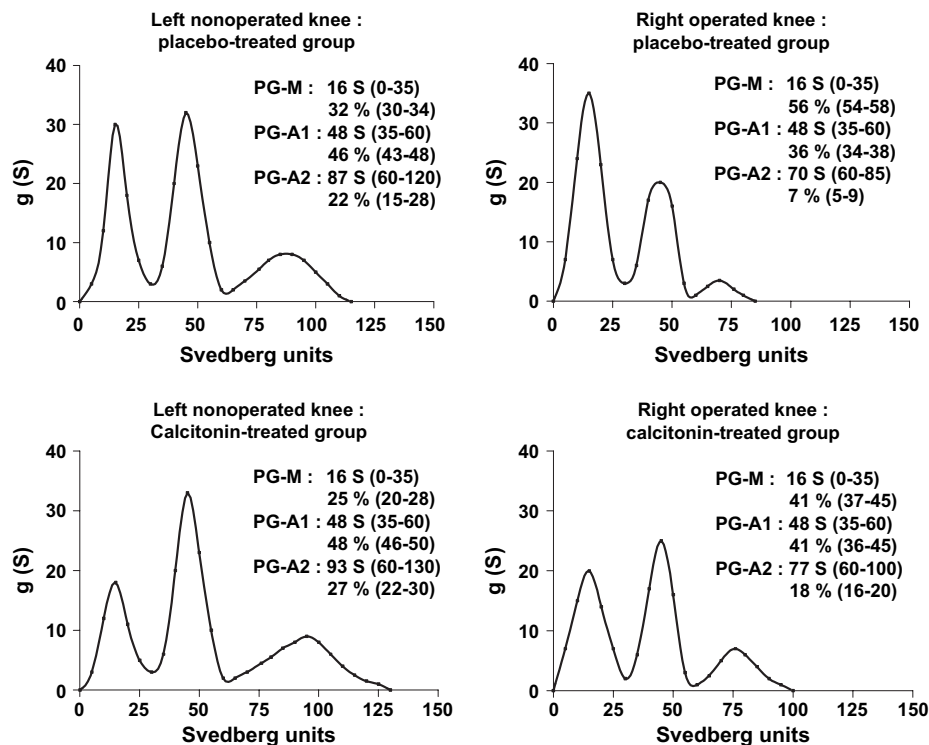 Left nonoperated knee :
placebo-treated group
40
30
20
10
0
g (S)
PG-M : 16 S (0-35)
32 % (30-34)
PG-A1 : 48 S (35-60)
46 % (43-48)
PG-A2 : 87 S (60-120)
22 % (15-28)
0 25 50 75 100 125 150
Svedberg units
Right operated knee :
placebo-treated group
40
30
20
10
0
g (S)
PG-M : 16 S (0-35)
56 % (54-58)
PG-A1 : 48 S (35-60)
36 % (34-38)
PG-A2 : 70 S (60-85)
7 % (5-9)
0 25 50 75 100 125 150
Svedberg units
Left nonoperated knee :
Calcitonin-treated group
40
30
20
10
0
g (S)
PG-M : 16 S (0-35)
25 % (20-28)
PG-A1 : 48 S (35-60)
48 % (46-50)
PG-A2 : 93 S (60-130)
27 % (22-30)
0 25 50 75 100 125 150
Svedberg units
Right operated knee :
calcitonin-treated group
40
30
20
10
0
g (S)
PG-M : 16 S (0-35)
41 % (37-45)
PG-A1 : 48 S (35-60)
41 % (36-45)
PG-A2 : 77 S (60-100)
18 % (16-20)
0 25 50 75 100 125 150
Svedberg units